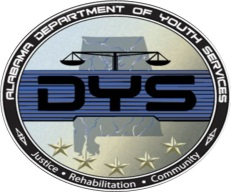 ALABAMA DEPARTMENT OF YOUTH SERVICES
DYS
Justice • Rehabilitation • Community